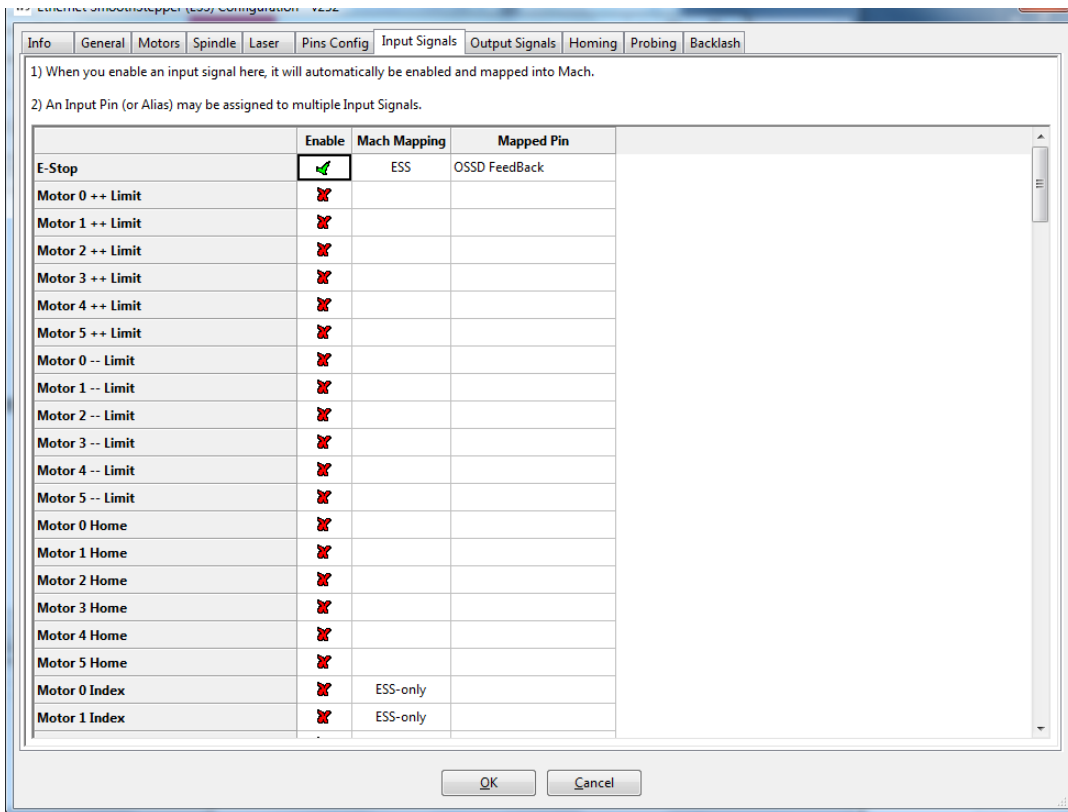 Ethernet SmoothStepper (ESS) Configuration - v232
Info General Motors Spindle Laser Pins Config Input Signals Output Signals Homing Probing Backlash
1) When you enable an input signal here, it will automatically be enabled and mapped into Mach.
2) An Input Pin (or Alias) may be assigned to multiple Input Signals.
Enable Mach Mapping Mapped Pin
E-Stop ESS OSSD FeedBack
Motor 0 ++ Limit
Motor 1 ++ Limit
Motor 2 ++ Limit
Motor 3 ++ Limit
Motor 4 ++ Limit
Motor 5 ++ Limit
Motor 0 -- Limit
Motor 1 -- Limit
Motor 2 -- Limit
Motor 3 -- Limit
Motor 4 -- Limit
Motor 5 -- Limit
Motor 0 Home
Motor 1 Home
Motor 2 Home
Motor 3 Home
Motor 4 Home
Motor 5 Home
Motor 0 Index ESS-only
Motor 1 Index ESS-only
OK Cancel